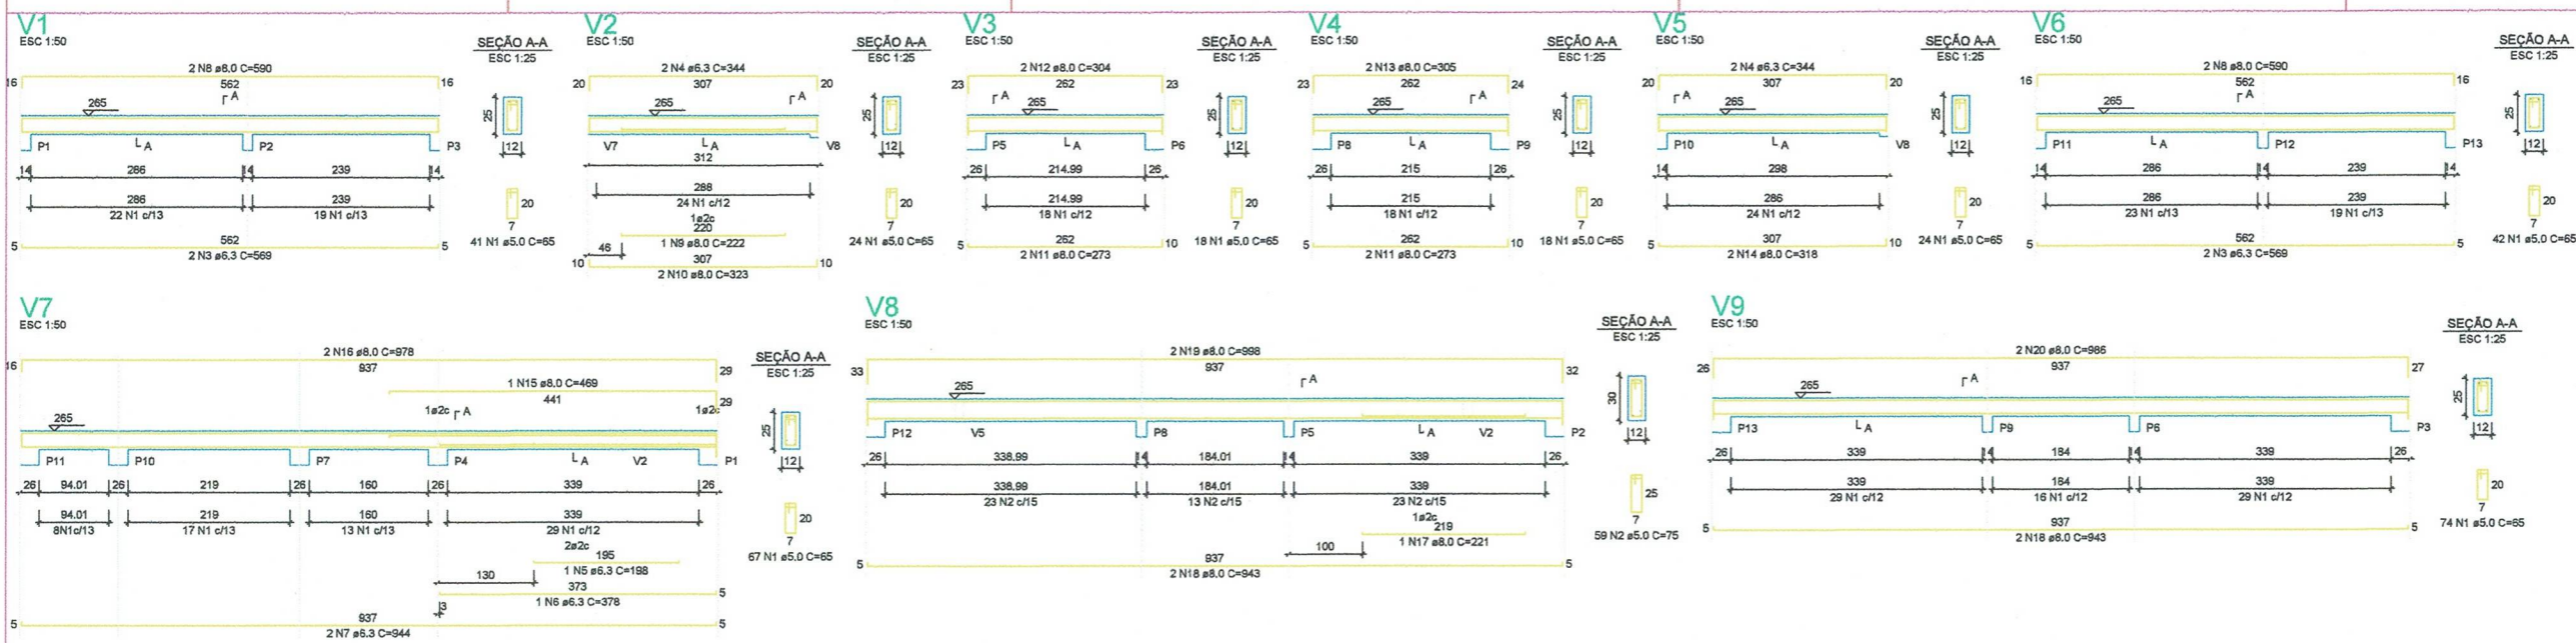 V1
ESC 1:50
SEÇÃO A-A
ESC 1:25
2 N8 ø8.0 C=590
16 562 16
A
265
25
12
P1 A P2 P3
14 286 14 239 14
286 239
22 N1 c/13 19 N1 c/13
20
7
41 N1 ø5.0 C=65
5 562 5
2 N3 ø6.3 C=569
V2
ESC 1:50
SEÇÃO A-A
ESC 1:25
2 N4 ø6.3 C=344
20 307 20
A
265
25
12
V7 A V8
312
288
24 N1 c/12
1ø2c
220
1 N9 ø8.0 C=222
46
20
7
24 N1 ø5.0 C=65
10 307 10
2 N10 ø8.0 C=323
V3
ESC 1:50
SEÇÃO A-A
ESC 1:25
2 N12 ø8.0 C=304
23 262 23
A
265
25
12
P5 A P6
26 214.99 26
214.99
18 N1 c/12
20
7
18 N1 ø5.0 C=65
5 262 10
2 N11 ø8.0 C=273
V4
ESC 1:50
SEÇÃO A-A
ESC 1:25
2 N13 ø8.0 C=305
23 262 24
A
265
25
12
P8 A P9
26 215 26
215
18 N1 c/12
20
7
18 N1 ø5.0 C=65
5 262 10
2 N11 ø8.0 C=273
V5
ESC 1:50
SEÇÃO A-A
ESC 1:25
2 N4 ø6.3 C=344
20 307 20
A
265
25
12
P10 A V8
14 298
286
24 N1 c/12
20
7
24 N1 ø5.0 C=65
5 307 10
2 N14 ø8.0 C=318
V6
ESC 1:50
SEÇÃO A-A
ESC 1:25
2 N8 ø8.0 C=590
16 562 16
A
265
25
12
P11 A P12 P13
14 286 14 239 14
286 239
23 N1 c/13 19 N1 c/13
20
7
42 N1 ø5.0 C=65
5 562 5
2 N3 ø6.3 C=569
V7
ESC 1:50
SEÇÃO A-A
ESC 1:25
2 N16 ø8.0 C=978
16 937 29
1 N15 ø8.0 C=469
441 29
1ø2c A 1ø2c
265
25
12
P11 P10 P7 P4 A V2 P1
26 94.01 26 219 26 160 26 339 26
94.01 219 160 339
8N1c/13 17 N1 c/13 13 N1 c/13 29 N1 c/12
20
7
67 N1 ø5.0 C=65
2ø2c
195
130 1 N5 ø6.3 C=198
373 5
3 1 N6 ø6.3 C=378
5 937 5
2 N7 ø6.3 C=944
V8
ESC 1:50
SEÇÃO A-A
ESC 1:25
2 N19 ø8.0 C=998
33 937 32
A
265
30
12
P12 V5 P8 P5 A V2 P2
26 338.99 14 184.01 14 339 26
338.99 184.01 339
23 N2 c/15 13 N2 c/15 23 N2 c/15
25
7
59 N2 ø5.0 C=75
1ø2c
219
100 1 N17 ø8.0 C=221
5 937 5
2 N18 ø8.0 C=943
V9
ESC 1:50
SEÇÃO A-A
ESC 1:25
2 N20 ø8.0 C=986
26 937 27
A
265
25
12
P13 A P9 P6 P3
26 339 14 184 14 339 26
339 184 339
29 N1 c/12 16 N1 c/12 29 N1 c/12
20
7
74 N1 ø5.0 C=65
5 937 5
2 N18 ø8.0 C=943